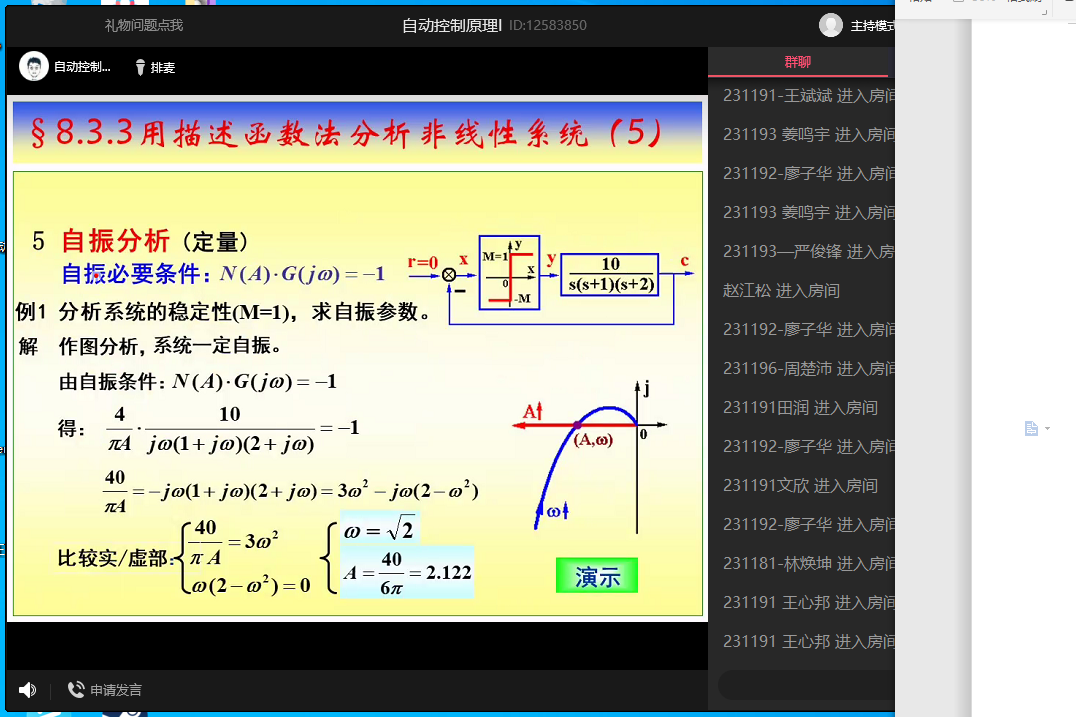 礼物问题点我
自动控制原理I ID:12583850
主持模式
自动控制...
排麦
群聊
§8.3.3用描述函数法分析非线性系统(5)
5 自振分析(定量)
自振必要条件: N(A)·G(jω)=−1
r=0
x
M=1
y
x
0
-M
y
10
s(s+1)(s+2)
c
例1 分析系统的稳定性(M=1),求自振参数。
解 作图分析,系统一定自振。
由自振条件: N(A)·G(jω)=−1
得: 4/πA · 10/jω(1+jω)(2+jω) = −1
40/πA = −jω(1+jω)(2+jω) = 3ω² − jω(2−ω²)
比较实/虚部:
40/πA = 3ω²
ω(2−ω²)=0
ω=√2
A = 40/6π = 2.122
j
A
0
(A,ω)
ω
演示
231191-王斌斌 进入房间
231193 姜鸣宇 进入房间
231192-廖子华 进入房间
231193 姜鸣宇 进入房间
231193—严俊锋 进入房
赵江松 进入房间
231192-廖子华 进入房间
231196-周楚沛 进入房间
231191田润 进入房间
231192-廖子华 进入房间
231191文欣 进入房间
231192-廖子华 进入房间
231181-林焕坤 进入房间
231191 王心邦 进入房间
231191 王心邦 进入房间
申请发言